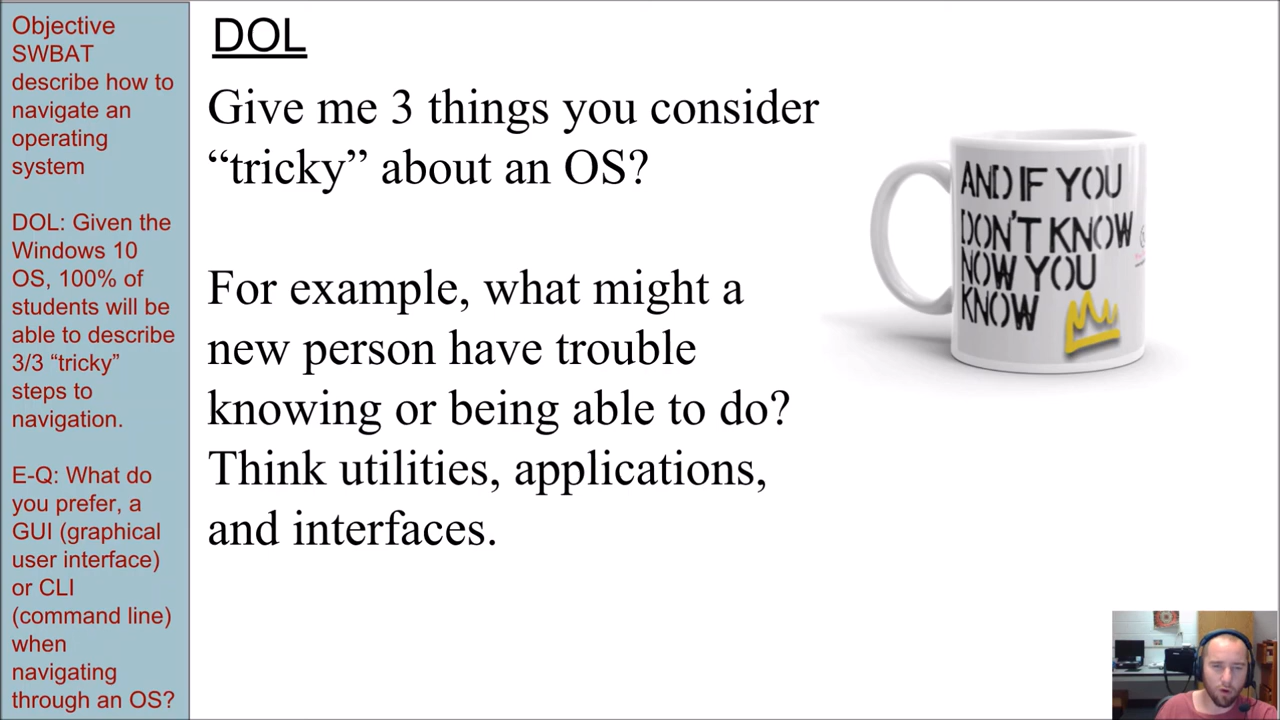 Objective
SWBAT
describe how to
navigate an
operating
system
DOL: Given the
Windows 10
OS, 100% of
students will be
able to describe
3/3 “tricky”
steps to
navigation.
E-Q: What do
you prefer, a
GUI (graphical
user interface)
or CLI
(command line)
when
navigating
through an OS?
DOL
Give me 3 things you consider
“tricky” about an OS?
For example, what might a
new person have trouble
knowing or being able to do?
Think utilities, applications,
and interfaces.
AND IF YOU
DON'T KNOW
NOW YOU
KNOW